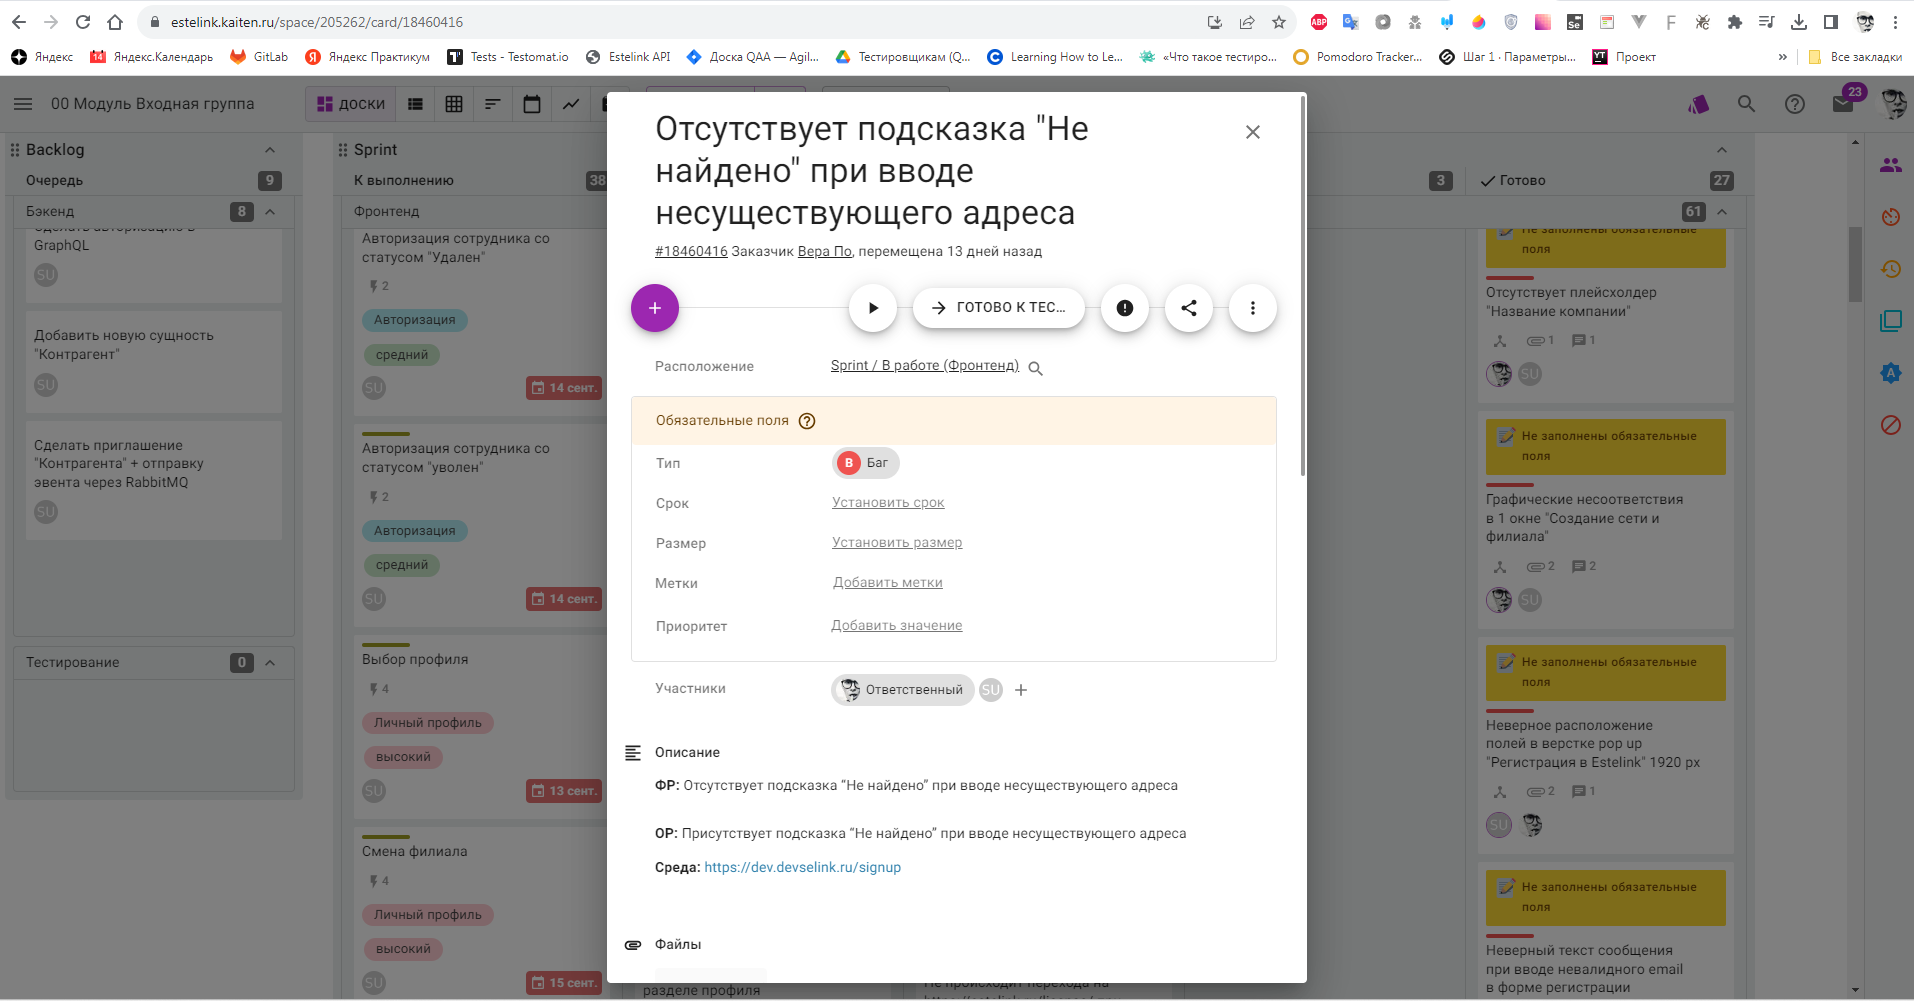 estelink.kaiten.ru/space/205262/card/18460416
ABP
Se
F
Яндекс
14
Яндекс.Календарь
GitLab
Яндекс Практикум
Tests - Testomat.io
Estelink API
Доска QAA — Agil...
Тестировщикам (Q...
Learning How to Le...
«Что такое тестиро...
Pomodoro Tracker...
Шаг 1 · Параметры...
YT
Проект
»
Все закладки
00 Модуль Входная группа
ДОСКИ
23
Backlog
Очередь
9
Бэкенд
8
Сделать авторизацию в
GraphQL
SU
Добавить новую сущность
"Контрагент"
SU
Сделать приглашение
"Контрагента" + отправку
эвента через RabbitMQ
SU
Тестирование
0
Sprint
К выполнению
38
Фронтенд
Авторизация сотрудника со
статусом "Удален"
2
Авторизация
средний
SU
14 сент.
Авторизация сотрудника со
статусом "уволен"
2
Авторизация
средний
SU
14 сент.
Выбор профиля
4
Личный профиль
высокий
SU
13 сент.
Смена филиала
4
Личный профиль
высокий
SU
15 сент.
Отсутствует подсказка "Не
найдено" при вводе
несуществующего адреса
#18460416 Заказчик Вера По, перемещена 13 дней назад
ГОТОВО К ТЕС...
Расположение
Sprint / В работе (Фронтенд)
Обязательные поля
Тип
B
Баг
Срок
Установить срок
Размер
Установить размер
Метки
Добавить метки
Приоритет
Добавить значение
Участники
Ответственный
SU
Описание
ФР: Отсутствует подсказка “Не найдено” при вводе несуществующего адреса
ОР: Присутствует подсказка “Не найдено” при вводе несуществующего адреса
Среда: https://dev.devselink.ru/signup
Файлы
разделе профиля
3
Готово
27
61
Не заполнены обязательные
поля
Отсутствует плейсхолдер
"Название компании"
1
1
SU
Не заполнены обязательные
поля
Графические несоответствия
в 1 окне "Создание сети и
филиала"
2
2
SU
Не заполнены обязательные
поля
Неверное расположение
полей в верстке pop up
"Регистрация в Estelink" 1920 px
2
1
SU
Не заполнены обязательные
поля
Неверный текст сообщения
при вводе невалидного email
в форме регистрации
A